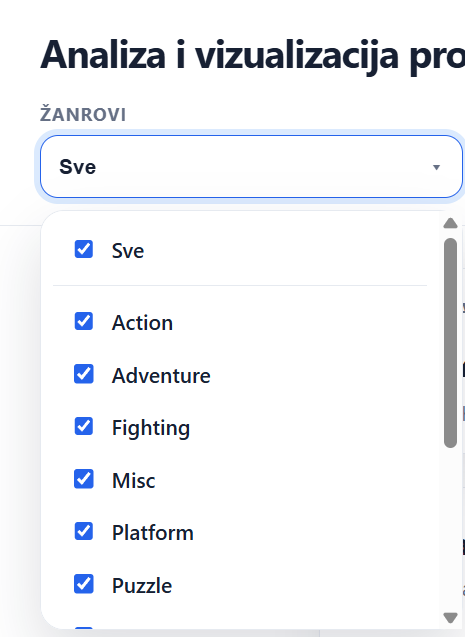 Analiza i vizualizacija pro
ŽANROVI
Sve
Sve
Action
Adventure
Fighting
Misc
Platform
Puzzle